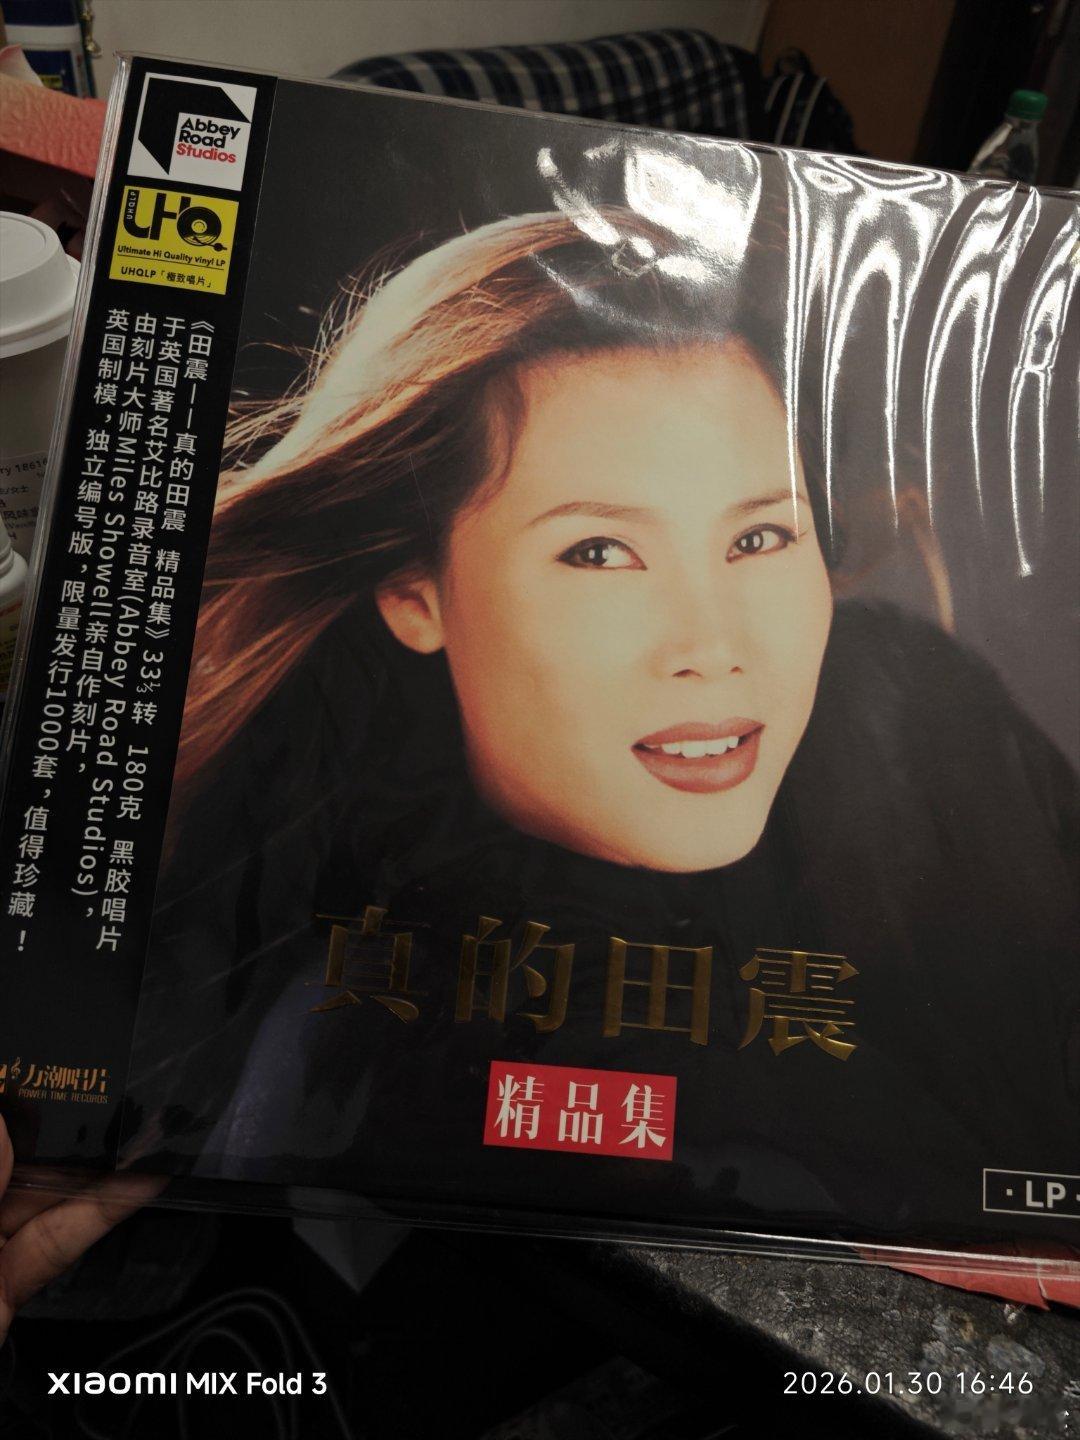 Abbey
Road
Studios
UHQLP
UHQ
Ultimate Hi Quality vinyl LP
UHQLP「極致唱片」
《田震——真的田震 精品集》33⅓转 180克 黑胶唱片
于英国著名艾比路录音室(Abbey Road Studios),
由刻片大师Miles Showell亲自作刻片,
英国制模,独立编号版,限量发行1000套,值得珍藏!
力潮唱片
POWER TIME RECORDS
真的田震
精品集
·LP·
xiaomi MIX Fold 3
2026.01.30 16:46